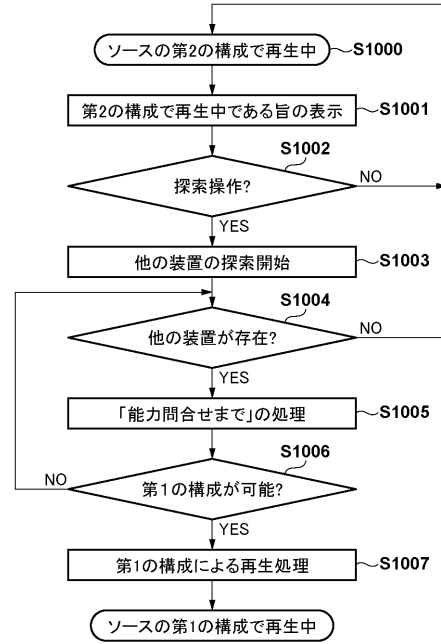 ソースの第2の構成で再生中 S1000
第2の構成で再生中である旨の表示 S1001
S1002
探索操作? NO
YES
他の装置の探索開始 S1003
S1004
他の装置が存在? NO
YES
「能力問合せまで」の処理 S1005
S1006
NO 第1の構成が可能?
YES
第1の構成による再生処理 S1007
ソースの第1の構成で再生中